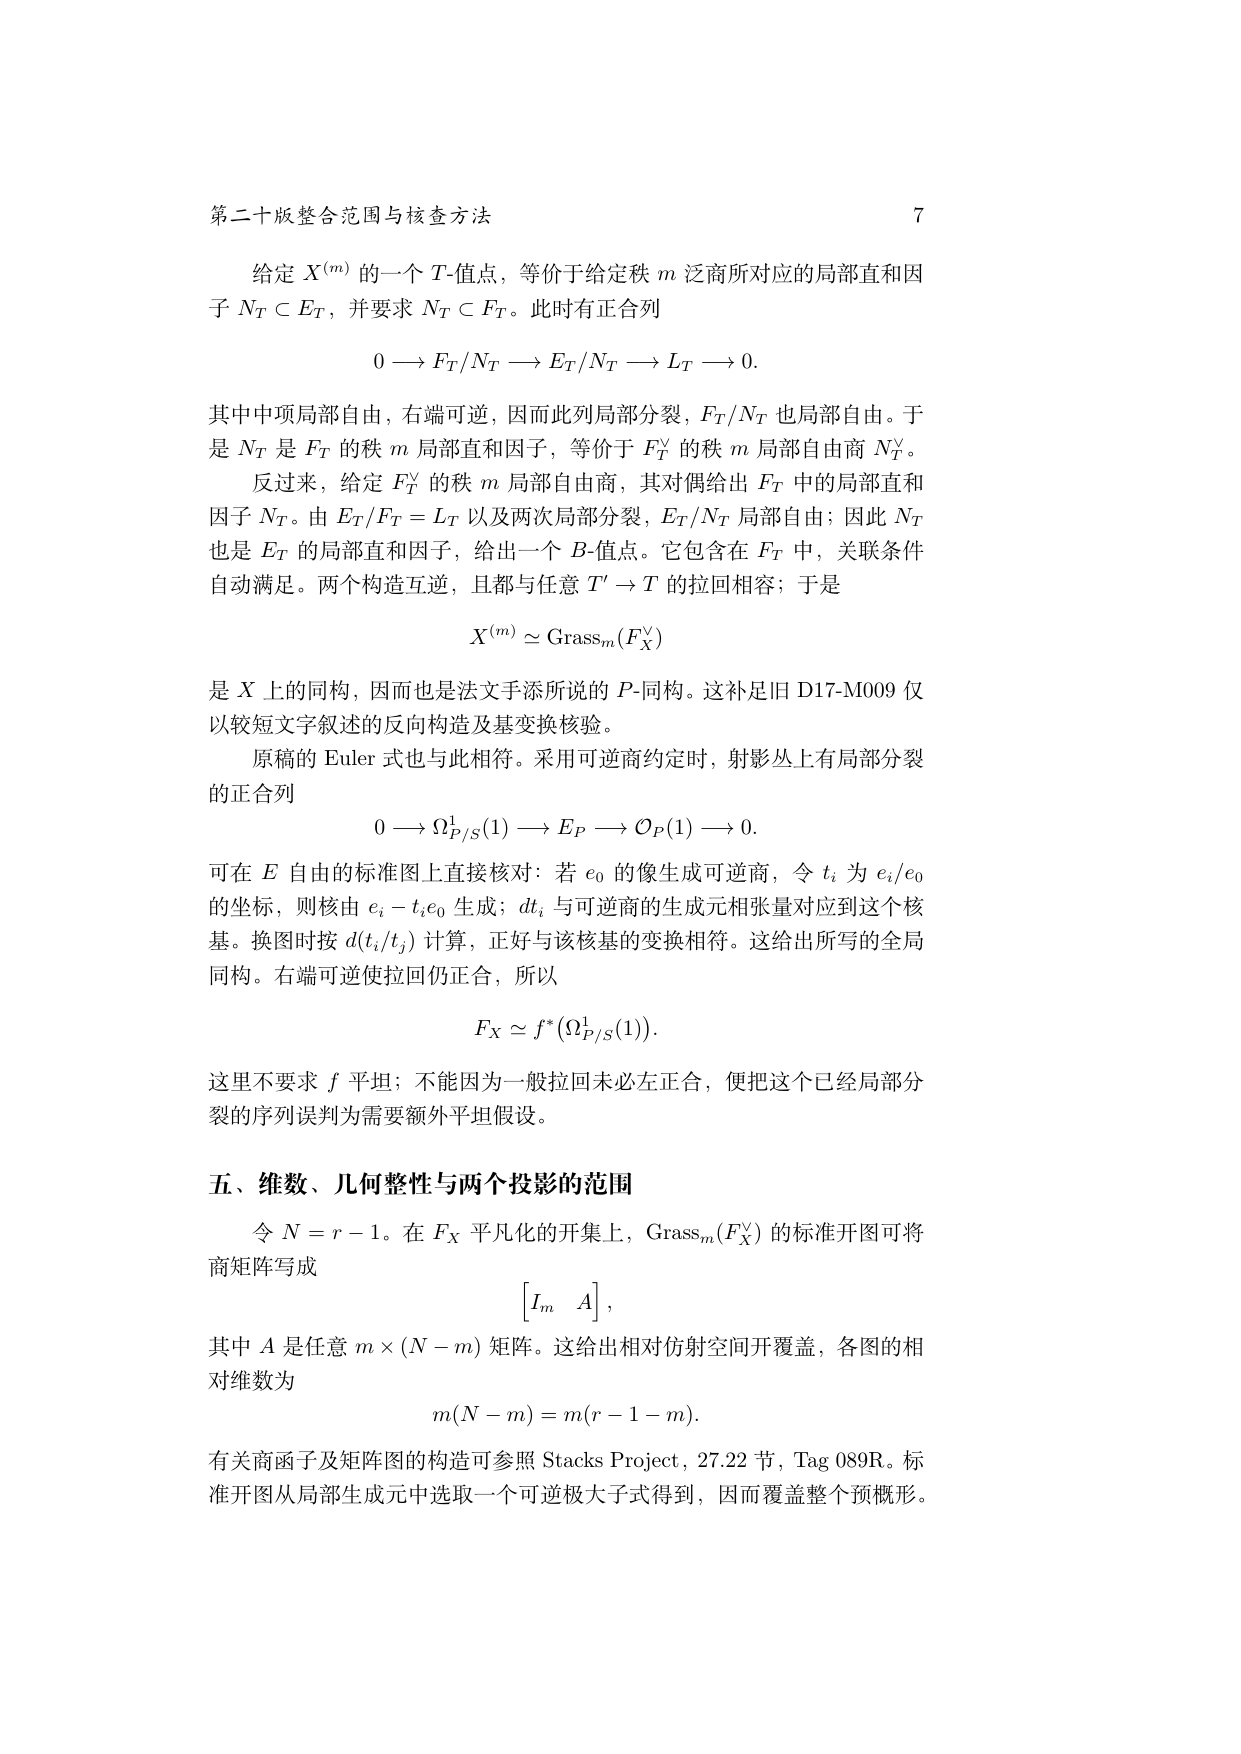 第二十版整合范围与核查方法 7
给定 X^{(m)} 的一个 T-值点，等价于给定秩 m 泛商所对应的局部直和因
子 N_T ⊂ E_T，并要求 N_T ⊂ F_T。此时有正合列
0 ⟶ F_T/N_T ⟶ E_T/N_T ⟶ L_T ⟶ 0.
其中中项局部自由，右端可逆，因而此列局部分裂，F_T/N_T 也局部自由。于
是 N_T 是 F_T 的秩 m 局部直和因子，等价于 F_T^∨ 的秩 m 局部自由商 N_T^∨。
反过来，给定 F_T^∨ 的秩 m 局部自由商，其对偶给出 F_T 中的局部直和
因子 N_T。由 E_T/F_T = L_T 以及两次局部分裂，E_T/N_T 局部自由；因此 N_T
也是 E_T 的局部直和因子，给出一个 B-值点。它包含在 F_T 中，关联条件
自动满足。两个构造互逆，且都与任意 T′ → T 的拉回相容；于是
X^{(m)} ≃ Grass_m(F_X^∨)
是 X 上的同构，因而也是法文手添所说的 P-同构。这补足旧 D17-M009 仅
以较短文字叙述的反向构造及基变换核验。
原稿的 Euler 式也与此相符。采用可逆商约定时，射影丛上有局部分裂
的正合列
0 ⟶ Ω^1_{P/S}(1) ⟶ E_P ⟶ 𝒪_P(1) ⟶ 0.
可在 E 自由的标准图上直接核对：若 e_0 的像生成可逆商，令 t_i 为 e_i/e_0
的坐标，则核由 e_i − t_ie_0 生成；dt_i 与可逆商的生成元相张量对应到这个核
基。换图时按 d(t_i/t_j) 计算，正好与该核基的变换相符。这给出所写的全局
同构。右端可逆使拉回仍正合，所以
F_X ≃ f^*(Ω^1_{P/S}(1)).
这里不要求 f 平坦；不能因为一般拉回未必左正合，便把这个已经局部分
裂的序列误判为需要额外平坦假设。
五、维数、几何整性与两个投影的范围
令 N = r − 1。在 F_X 平凡化的开集上，Grass_m(F_X^∨) 的标准开图可将
商矩阵写成
[I_m A],
其中 A 是任意 m × (N − m) 矩阵。这给出相对仿射空间开覆盖，各图的相
对维数为
m(N − m) = m(r − 1 − m).
有关商函子及矩阵图的构造可参照 Stacks Project，27.22 节，Tag 089R。标
准开图从局部生成元中选取一个可逆极大子式得到，因而覆盖整个预概形。